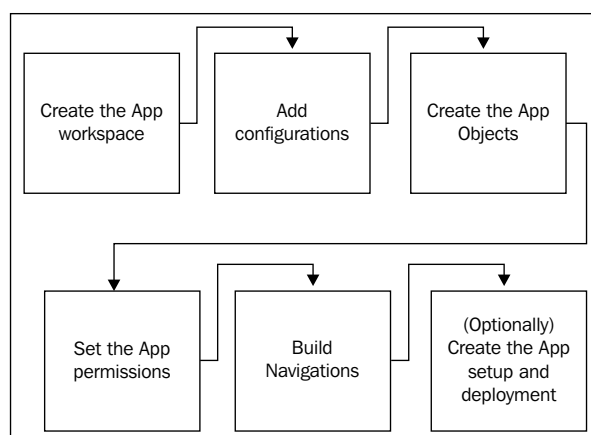 Create the App
workspace
Add
configurations
Create the App
Objects
Set the App
permissions
Build
Navigations
(Optionally)
Create the App
setup and
deployment